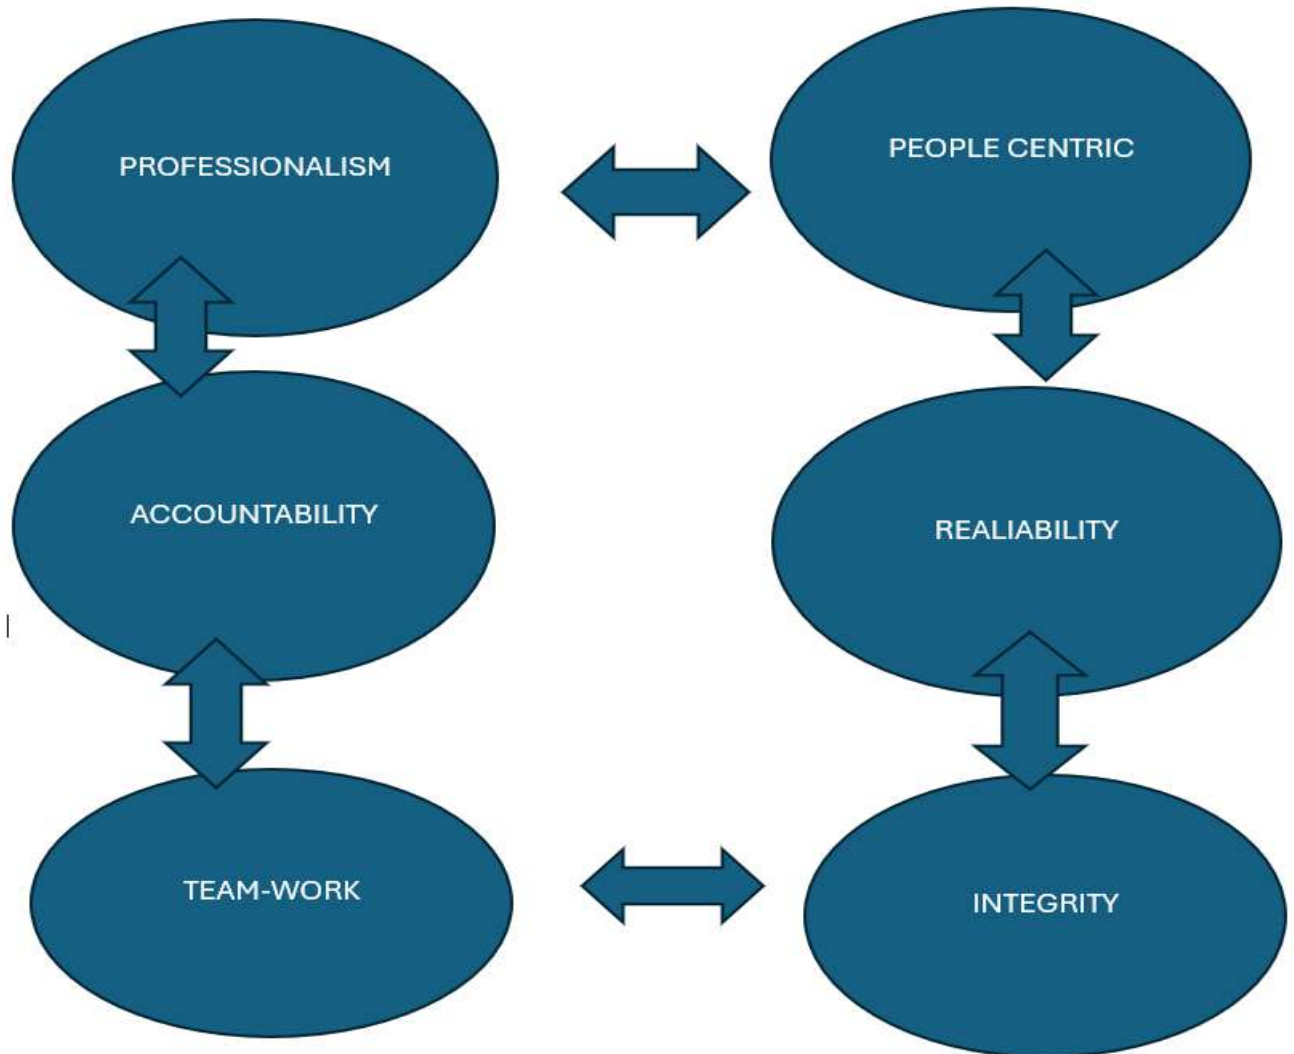 PROFESSIONALISM
PEOPLE CENTRIC
ACCOUNTABILITY
REALIABILITY
TEAM-WORK
INTEGRITY